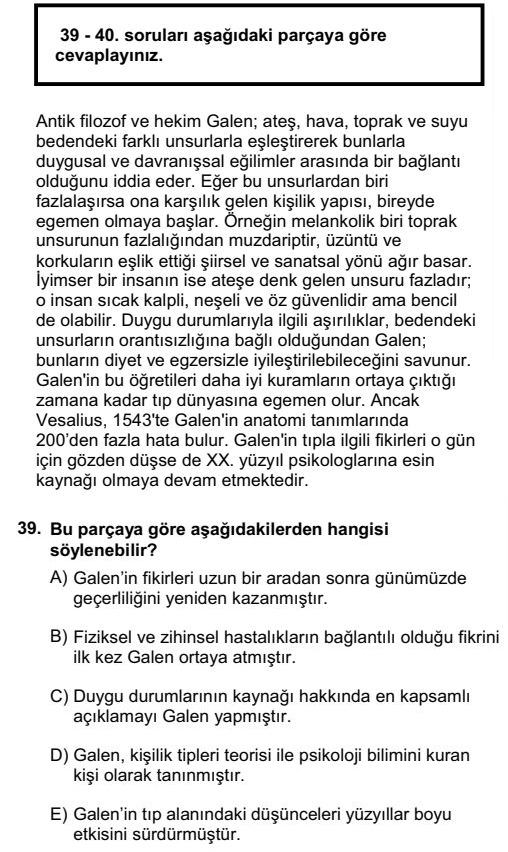 39 - 40. soruları aşağıdaki parçaya göre
cevaplayınız.
Antik filozof ve hekim Galen; ateş, hava, toprak ve suyu
bedendeki farklı unsurlarla eşleştirerek bunlarla
duygusal ve davranışsal eğilimler arasında bir bağlantı
olduğunu iddia eder. Eğer bu unsurlardan biri
fazlalaşırsa ona karşılık gelen kişilik yapısı, bireyde
egemen olmaya başlar. Örneğin melankolik biri toprak
unsurunun fazlalığından muzdariptir, üzüntü ve
korkuların eşlik ettiği şiirsel ve sanatsal yönü ağır basar.
İyimser bir insanın ise ateşe denk gelen unsuru fazladır;
o insan sıcak kalpli, neşeli ve öz güvenlidir ama bencil
de olabilir. Duygu durumlarıyla ilgili aşırılıklar, bedendeki
unsurların orantısızlığına bağlı olduğundan Galen;
bunların diyet ve egzersizle iyileştirilebileceğini savunur.
Galen'in bu öğretileri daha iyi kuramların ortaya çıktığı
zamana kadar tıp dünyasına egemen olur. Ancak
Vesalius, 1543'te Galen'in anatomi tanımlarında
200’den fazla hata bulur. Galen'in tıpla ilgili fikirleri o gün
için gözden düşse de XX. yüzyıl psikologlarına esin
kaynağı olmaya devam etmektedir.
39. Bu parçaya göre aşağıdakilerden hangisi
söylenebilir?
A) Galen’in fikirleri uzun bir aradan sonra günümüzde
geçerliliğini yeniden kazanmıştır.
B) Fiziksel ve zihinsel hastalıkların bağlantılı olduğu fikrini
ilk kez Galen ortaya atmıştır.
C) Duygu durumlarının kaynağı hakkında en kapsamlı
açıklamayı Galen yapmıştır.
D) Galen, kişilik tipleri teorisi ile psikoloji bilimini kuran
kişi olarak tanınmıştır.
E) Galen’in tıp alanındaki düşünceleri yüzyıllar boyu
etkisini sürdürmüştür.